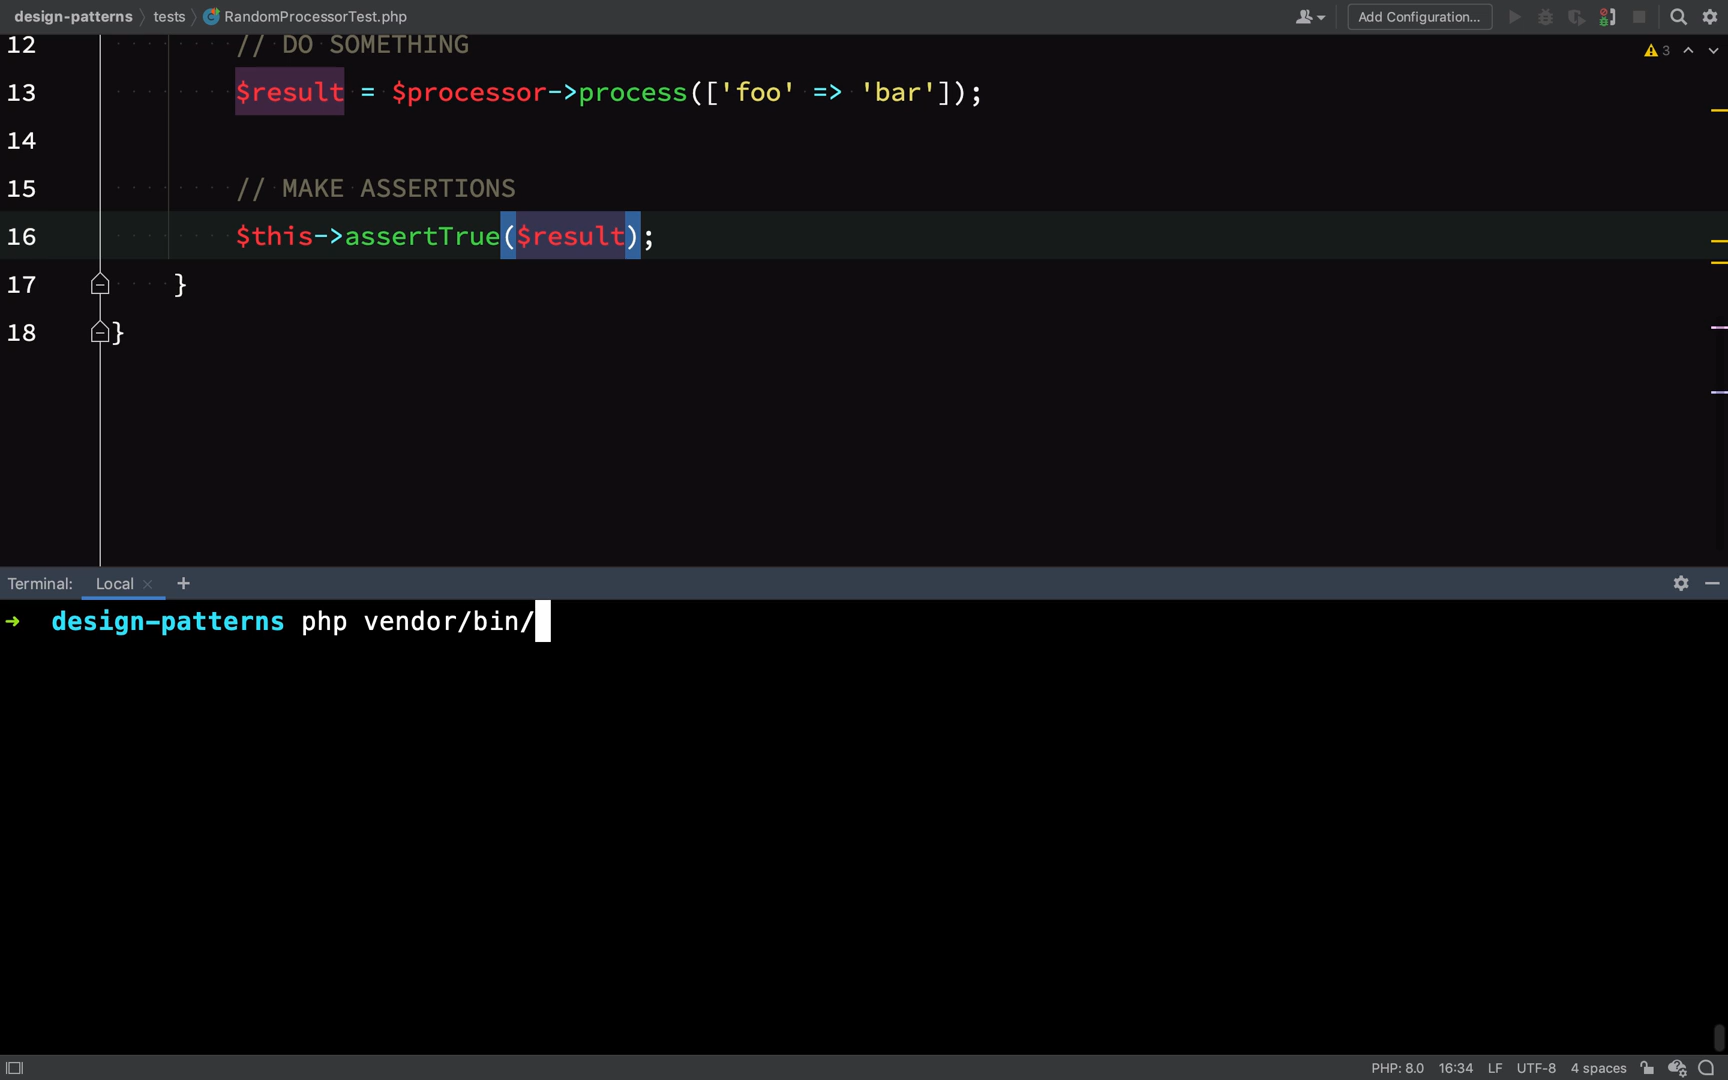 design-patterns tests RandomProcessorTest.php Add Configuration...
12 // DO SOMETHING 3
13 $result = $processor->process(['foo' => 'bar']);
14
15 // MAKE ASSERTIONS
16 $this->assertTrue($result);
17 }
18 }
Terminal: Local × +
→ design-patterns php vendor/bin/
PHP: 8.0 16:34 LF UTF-8 4 spaces